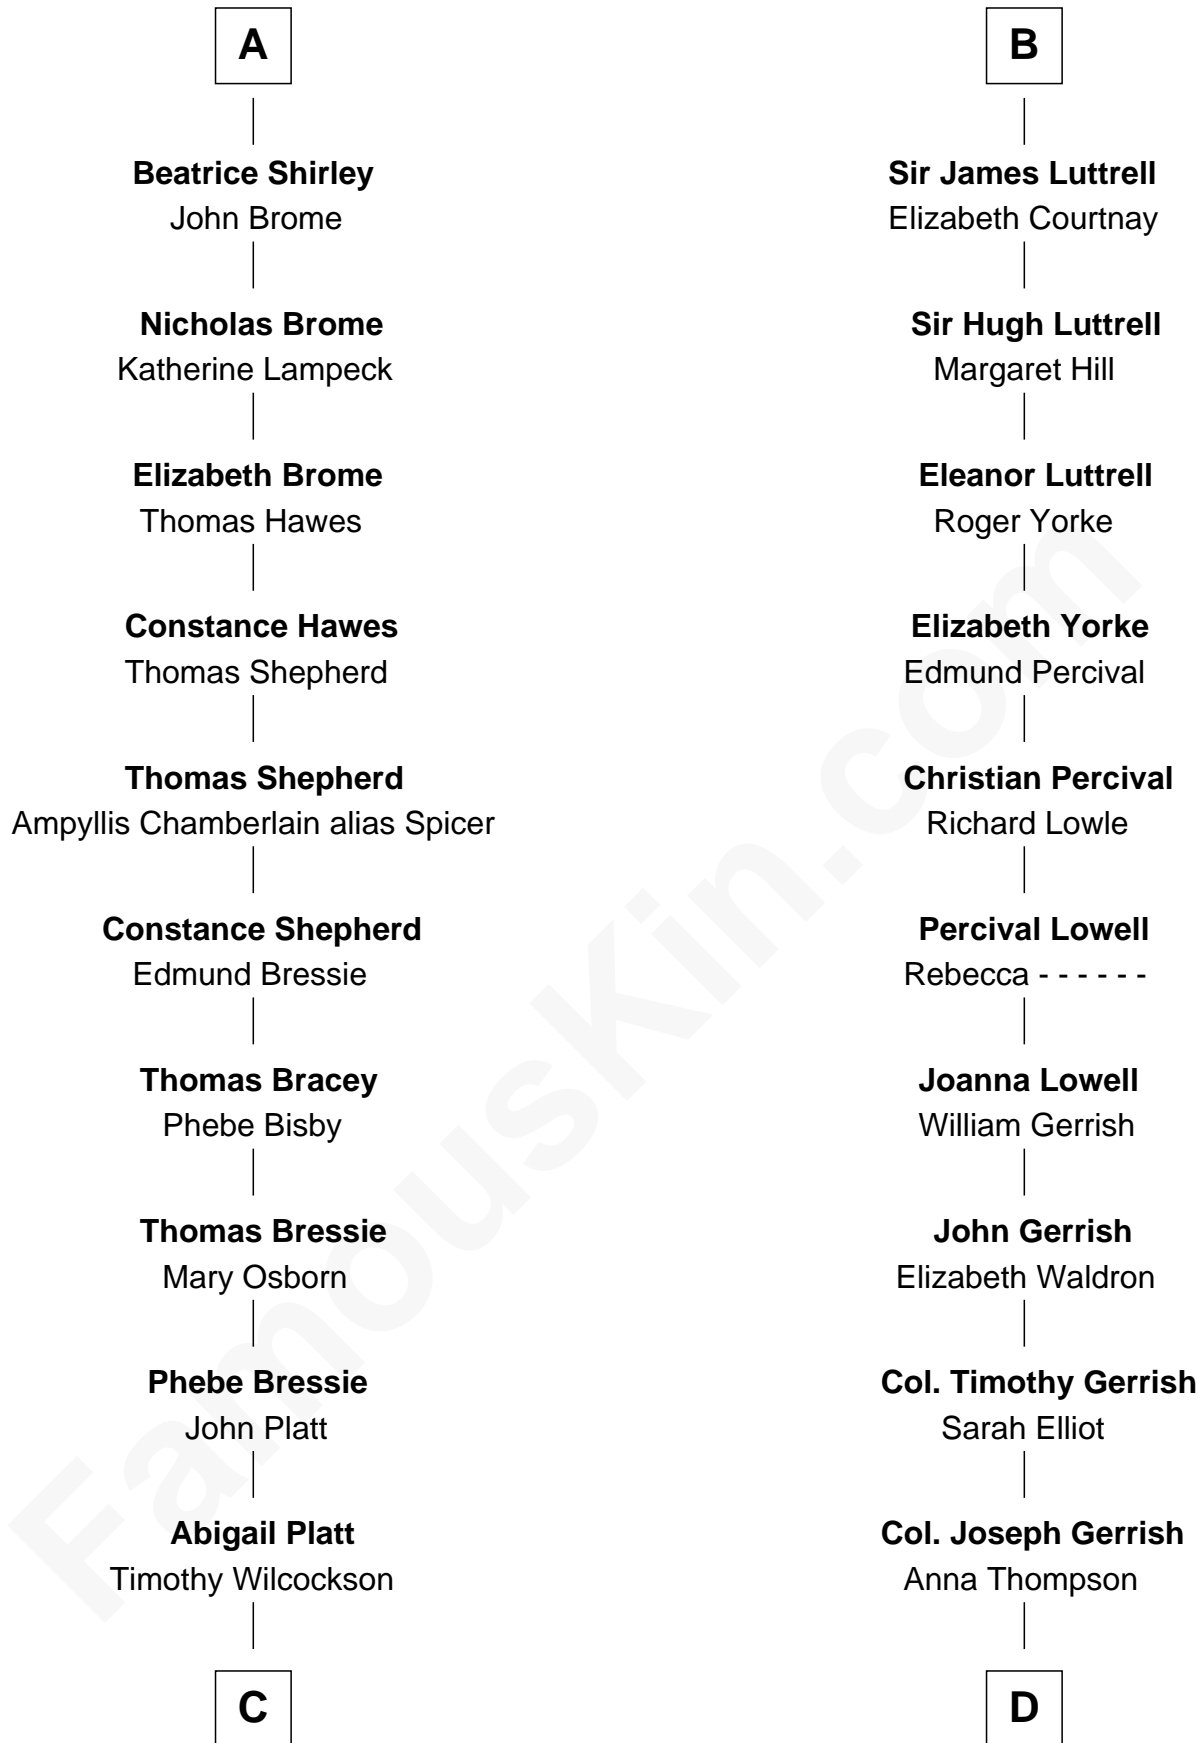 A
Beatrice Shirley
John Brome
Nicholas Brome
Katherine Lampeck
Elizabeth Brome
Thomas Hawes
Constance Hawes
Thomas Shepherd
Thomas Shepherd
Ampyllis Chamberlain alias Spicer
Constance Shepherd
Edmund Bressie
Thomas Bracey
Phebe Bisby
Thomas Bressie
Mary Osborn
Phebe Bressie
John Platt
Abigail Platt
Timothy Wilcockson
C
B
Sir James Luttrell
Elizabeth Courtnay
Sir Hugh Luttrell
Margaret Hill
Eleanor Luttrell
Roger Yorke
Elizabeth Yorke
Edmund Percival
Christian Percival
Richard Lowle
Percival Lowell
Rebecca - - - - - -
Joanna Lowell
William Gerrish
John Gerrish
Elizabeth Waldron
Col. Timothy Gerrish
Sarah Elliot
Col. Joseph Gerrish
Anna Thompson
D
FamousKin.com